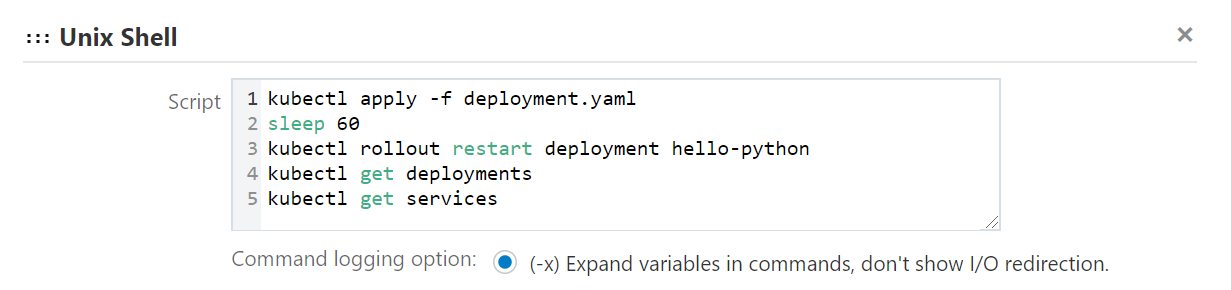 ::: Unix Shell ×
Script
1 kubectl apply -f deployment.yaml
2 sleep 60
3 kubectl rollout restart deployment hello-python
4 kubectl get deployments
5 kubectl get services
Command logging option: (-x) Expand variables in commands, don't show I/O redirection.